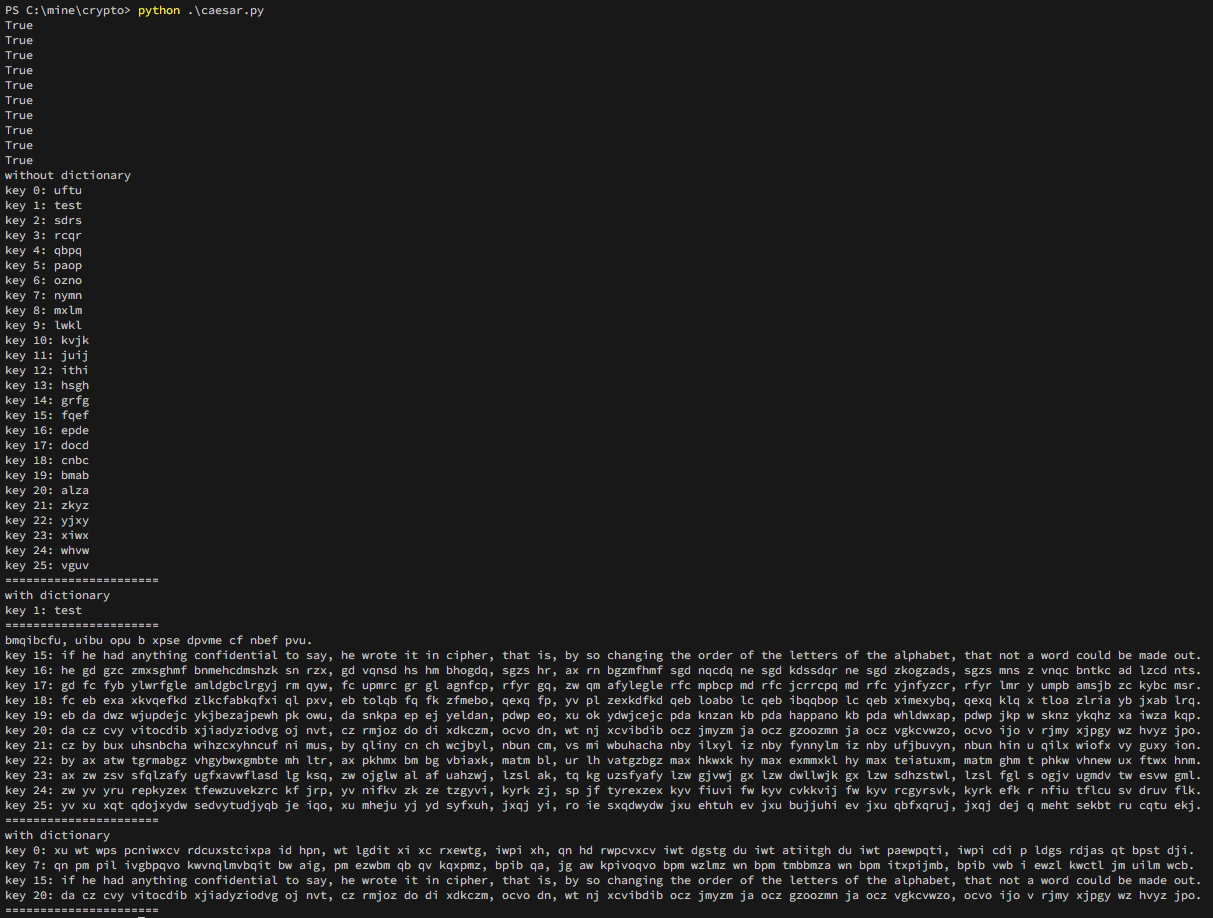 PS C:\mine\crypto> python .\caesar.py
True
True
True
True
True
True
True
True
True
True
without dictionary
key 0: uftu
key 1: test
key 2: sdrs
key 3: rcqr
key 4: qbpq
key 5: paop
key 6: ozno
key 7: nymn
key 8: mxlm
key 9: lwkl
key 10: kvjk
key 11: juij
key 12: ithi
key 13: hsgh
key 14: grfg
key 15: fqef
key 16: epde
key 17: docd
key 18: cnbc
key 19: bmab
key 20: alza
key 21: zkyz
key 22: yjxy
key 23: xiwx
key 24: whvw
key 25: vguv
======================
with dictionary
key 1: test
======================
bmqibcfu, uibu opu b xpse dpvme cf nbef pvu.
key 15: if he had anything confidential to say, he wrote it in cipher, that is, by so changing the order of the letters of the alphabet, that not a word could be made out.
key 16: he gd gzc zmxsghmf bnmehcdmshzk sn rzx, gd vqnsd hs hm bhogdq, sgzs hr, ax rn bgzmfhmf sgd nqcdq ne sgd kdssdqr ne sgd zkogzads, sgzs mns z vnqc bntkc ad lzcd nts.
key 17: gd fc fyb ylwrfgle amldgbclrgyj rm qyw, fc upmrc gr gl agnfcp, rfyr gq, zw qm afylegle rfc mpbcp md rfc jcrrcpq md rfc yjnfyzcr, rfyr lmr y umpb amsjb zc kybc msr.
key 18: fc eb exa xkvqefkd zlkcfabkqfxi ql pxv, eb tolqb fq fk zfmebo, qexq fp, yv pl zexkdfkd qeb loabo lc qeb ibqqbop lc qeb ximexybq, qexq klq x tloa zlria yb jxab lrq.
key 19: eb da dwz wjupdejc ykjbezajpewh pk owu, da snkpa ep ej yeldan, pdwp eo, xu ok ydwjcejc pda knzan kb pda happano kb pda whldwxap, pdwp jkp w sknz ykqhz xa iwza kqp.
key 20: da cz cvy vitocdib xjiadyziodvg oj nvt, cz rmjoz do di xdkczm, ocvo dn, wt nj xcvibdib ocz jmyzm ja ocz gzoozmn ja ocz vgkcvwzo, ocvo ijo v rjmy xjpgy wz hvyz jpo.
key 21: cz by bux uhsnbcha wihzcxyhncuf ni mus, by qliny cn ch wcjbyl, nbun cm, vs mi wbuhacha nby ilxyl iz nby fynnylm iz nby ufjbuvyn, nbun hin u qilx wiofx vy guxy ion.
key 22: by ax atw tgrmabgz vhgybwxgmbte mh ltr, ax pkhmx bm bg vbiaxk, matm bl, ur lh vatgzbgz max hkwxk hy max exmmxkl hy max teiatuxm, matm ghm t phkw vhnew ux ftwx hnm.
key 23: ax zw zsv sfqlzafy ugfxavwflasd lg ksq, zw ojglw al af uahzwj, lzsl ak, tq kg uzsfyafy lzw gjvwj gx lzw dwllwjk gx lzw sdhzstwl, lzsl fgl s ogjv ugmdv tw esvw gml.
key 24: zw yv yru repkyzex tfewzuvekzrc kf jrp, yv nifkv zk ze tzgyvi, kyrk zj, sp jf tyrexzex kyv fiuvi fw kyv cvkkvij fw kyv rcgyrsvk, kyrk efk r nfiu tflcu sv druv flk.
key 25: yv xu xqt qdojxydw sedvytudjyqb je iqo, xu mheju yj yd syfxuh, jxqj yi, ro ie sxqdwydw jxu ehtuh ev jxu bujjuhi ev jxu qbfxqruj, jxqj dej q meht sekbt ru cqtu ekj.
======================
with dictionary
key 0: xu wt wps pcniwxcv rdcuxstcixpa id hpn, wt lgdit xi xc rxewtg, iwpi xh, qn hd rwpcvxcv iwt dgstg du iwt atiitgh du iwt paewpqti, iwpi cdi p ldgs rdjas qt bpst dji.
key 7: qn pm pil ivgbpqvo kwvnqlmvbqit bw aig, pm ezwbm qb qv kqxpmz, bpib qa, jg aw kpivoqvo bpm wzlmz wn bpm tmbbmza wn bpm itxpijmb, bpib vwb i ewzl kwctl jm uilm wcb.
key 15: if he had anything confidential to say, he wrote it in cipher, that is, by so changing the order of the letters of the alphabet, that not a word could be made out.
key 20: da cz cvy vitocdib xjiadyziodvg oj nvt, cz rmjoz do di xdkczm, ocvo dn, wt nj xcvibdib ocz jmyzm ja ocz gzoozmn ja ocz vgkcvwzo, ocvo ijo v rjmy xjpgy wz hvyz jpo.
======================